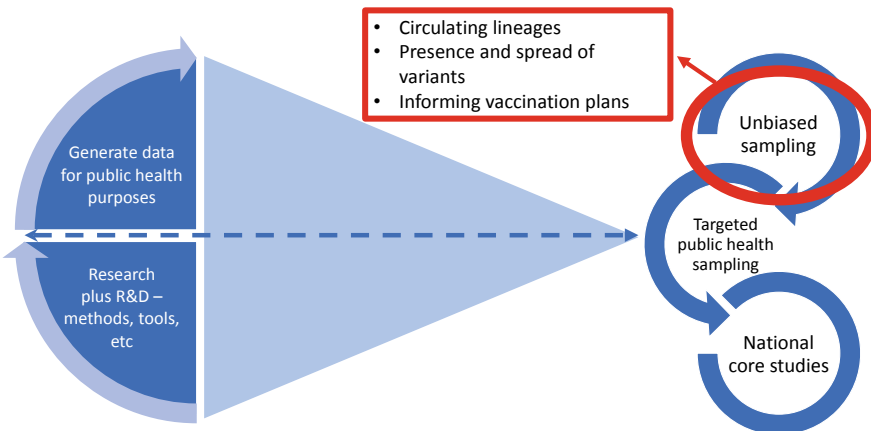 • Circulating lineages
• Presence and spread of
variants
• Informing vaccination plans
Generate data
for public health
purposes
Research
plus R&D –
methods, tools,
etc
Unbiased
sampling
Targeted
public health
sampling
National
core studies